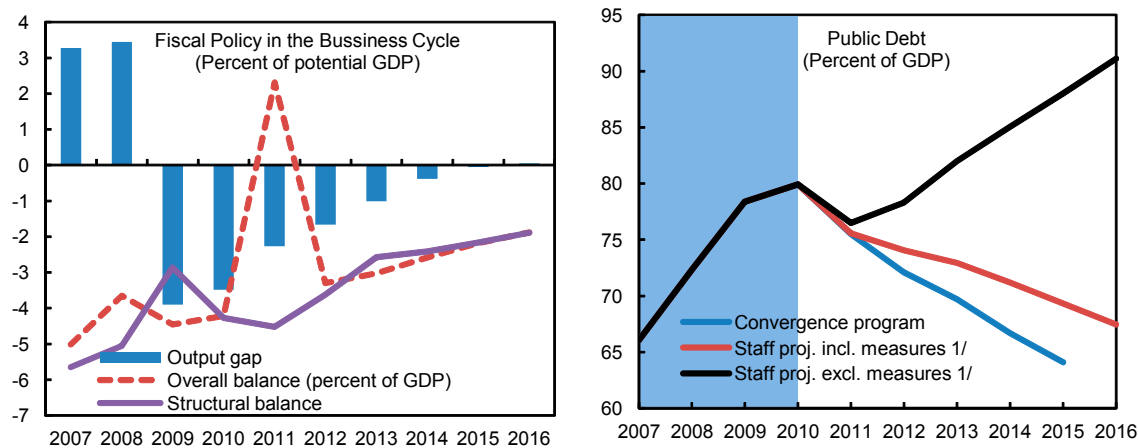 Fiscal Policy in the Bussiness Cycle
(Percent of potential GDP)
4
3
2
1
0
-1
-2
-3
-4
-5
-6
-7
Output gap
Overall balance (percent of GDP)
Structural balance
2007 2008 2009 2010 2011 2012 2013 2014 2015 2016
Public Debt
(Percent of GDP)
95
90
85
80
75
70
65
60
Convergence program
Staff proj. incl. measures 1/
Staff proj. excl. measures 1/
2007 2008 2009 2010 2011 2012 2013 2014 2015 2016